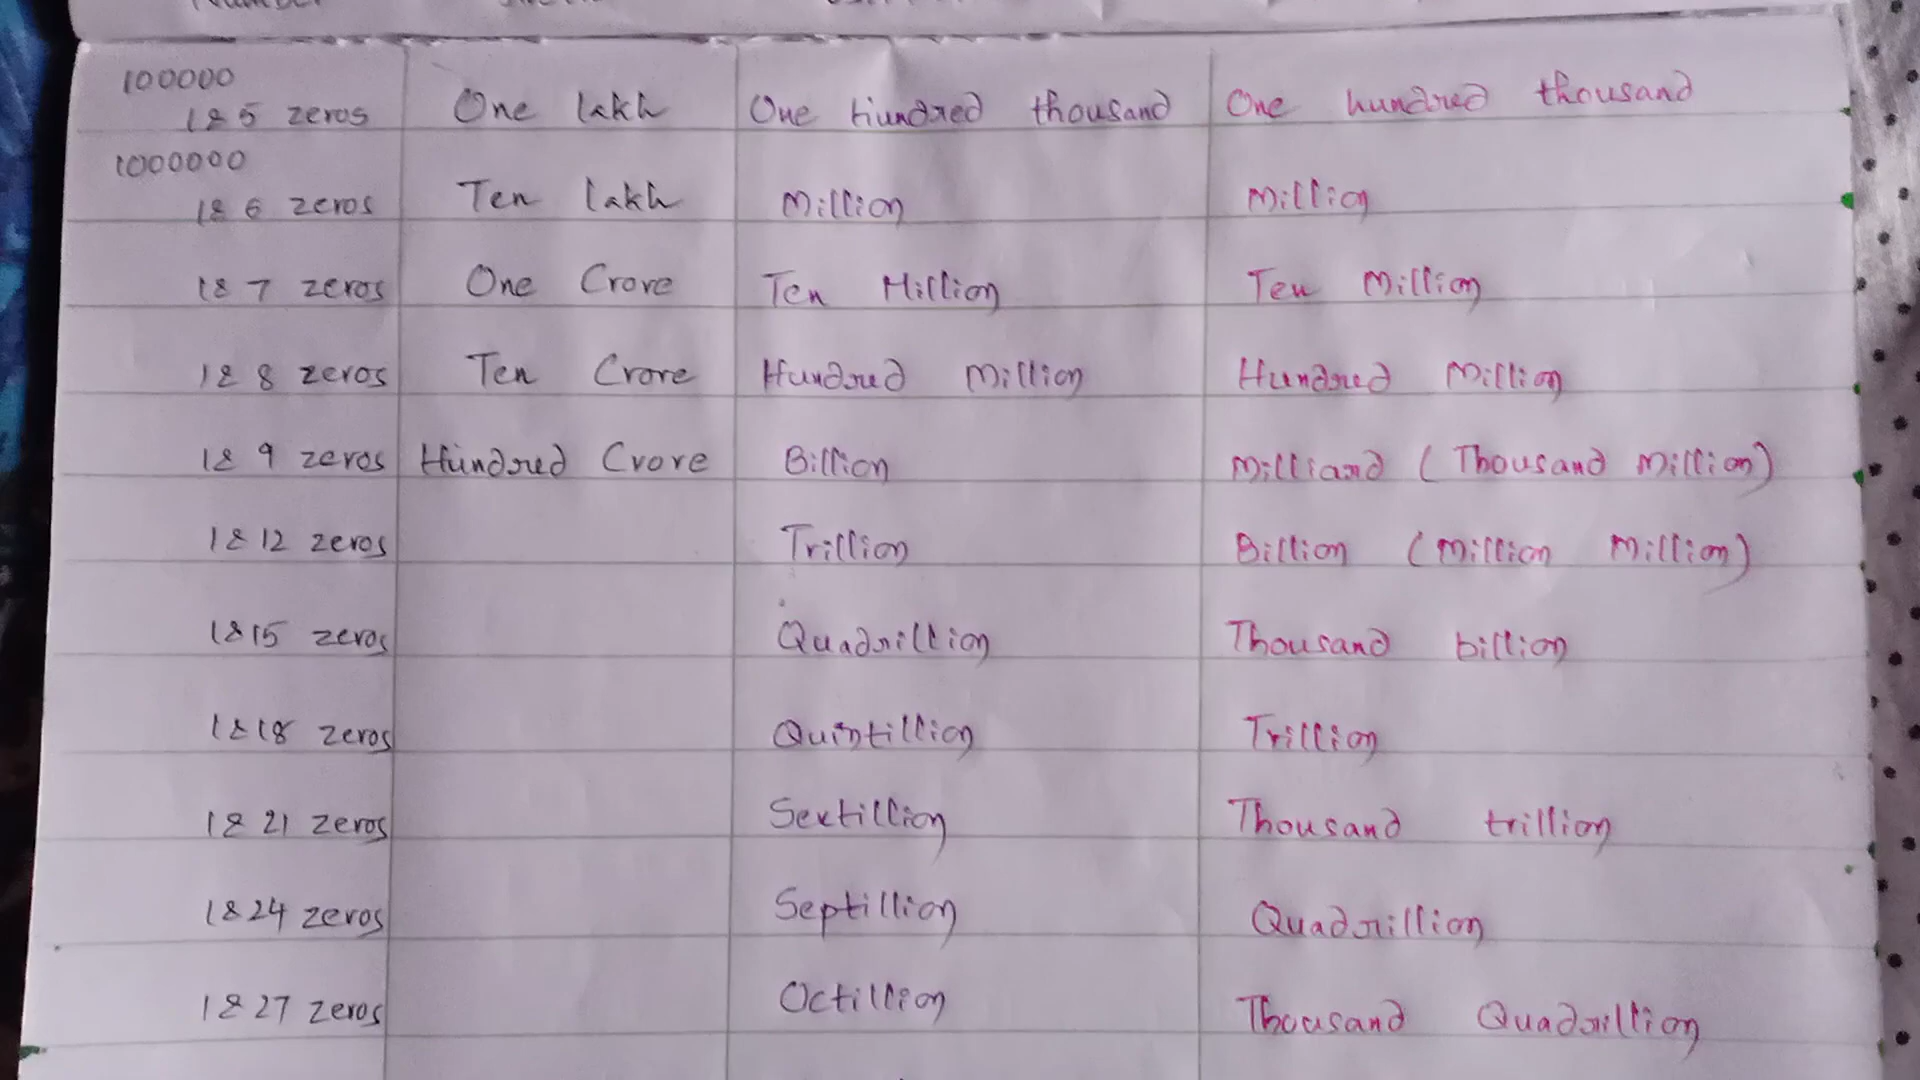 Number
100000
1 & 5 zeros One lakh One hundred thousand One hundred thousand
1000000
1 & 6 zeros Ten lakh Million Million
1 & 7 zeros One Crore Ten Million Ten Million
1 & 8 zeros Ten Crore Hundred Million Hundred Million
1 & 9 zeros Hundred Crore Billion Milliard (Thousand Million)
1 & 12 zeros Trillion Billion (Million Million)
1 & 15 zeros Quadrillion Thousand billion
1 & 18 zeros Quintillion Trillion
1 & 21 zeros Sextillion Thousand trillion
1 & 24 zeros Septillion Quadrillion
1 & 27 zeros Octillion Thousand Quadrillion